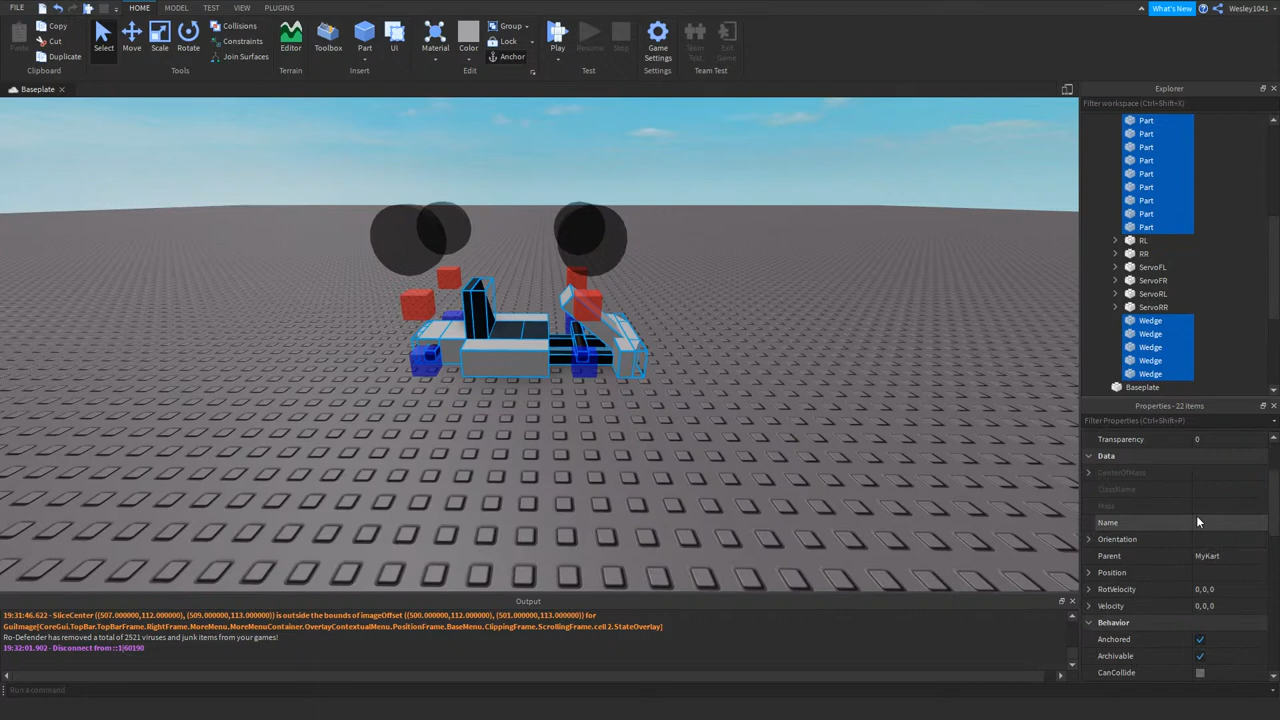 FILE HOME MODEL TEST VIEW PLUGINS What's New Wesley1041
Paste Copy Cut Duplicate Select Move Scale Rotate Collisions Constraints Join Surfaces Editor Toolbox Part UI Material Color Group Lock Anchor Play Resume Stop Game Settings Team Test Exit Game
Clipboard Tools Terrain Insert Edit Test Settings Team Test
Baseplate
Explorer
Filter workspace (Ctrl+Shift+X)
Part
Part
Part
Part
Part
Part
Part
Part
Part
RL
RR
ServoFL
ServoFR
ServoRL
ServoRR
Wedge
Wedge
Wedge
Wedge
Wedge
Baseplate
Properties - 22 items
Filter Properties (Ctrl+Shift+P)
Transparency 0
Data
CenterOfMass
ClassName
Mass
Name
Orientation
Parent MyKart
Position
RotVelocity 0,0,0
Velocity 0,0,0
Behavior
Anchored
Archivable
CanCollide
Output
19:31:46.622 - SliceCenter ((507.000000,112.000000), (509.000000,113.000000)) is outside the bounds of imageOffset ((500.000000,112.000000), (501.000000,113.000000)) for
GuiImage[CoreGui.TopBar.TopBarFrame.RightFrame.MoreMenu.MoreMenuContainer.OverlayContextualMenu.PositionFrame.BaseMenu.ClippingFrame.ScrollingFrame.cell 2.StateOverlay]
Ro-Defender has removed a total of 2521 viruses and junk items from your games!
19:32:01.902 - Disconnect from ::1|60190
Run a command